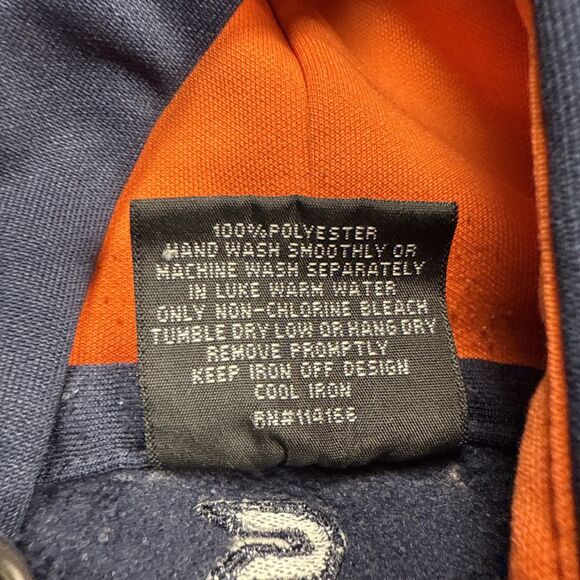 100%POLYESTER
HAND WASH SMOOTHLY OR
MACHINE WASH SEPARATELY
IN LUKE WARM WATER
ONLY NON-CHLORINE BLEACH
TUMBLE DRY LOW OR HANG DRY
REMOVE PROMPTLY
KEEP IRON OFF DESIGN
COOL IRON
RN#114166